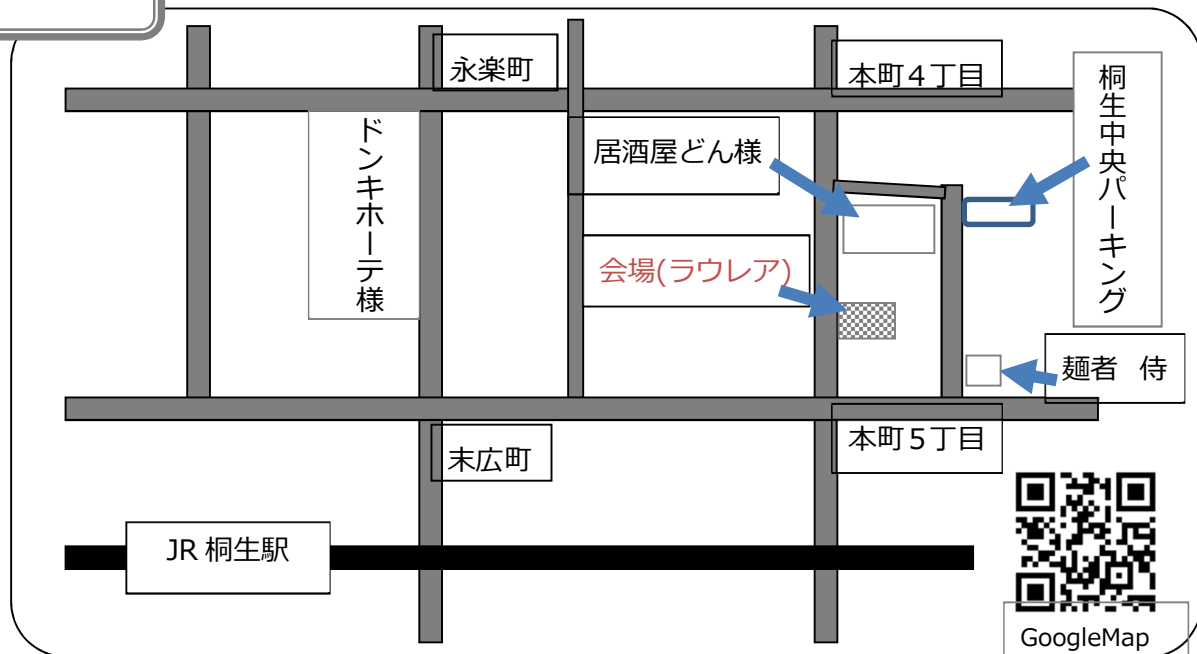 永楽町
本町４丁目
桐生中央パーキング
ドンキホーテ様
居酒屋どん様
会場(ラウレア)
麺者　侍
末広町
本町５丁目
JR 桐生駅
GoogleMap